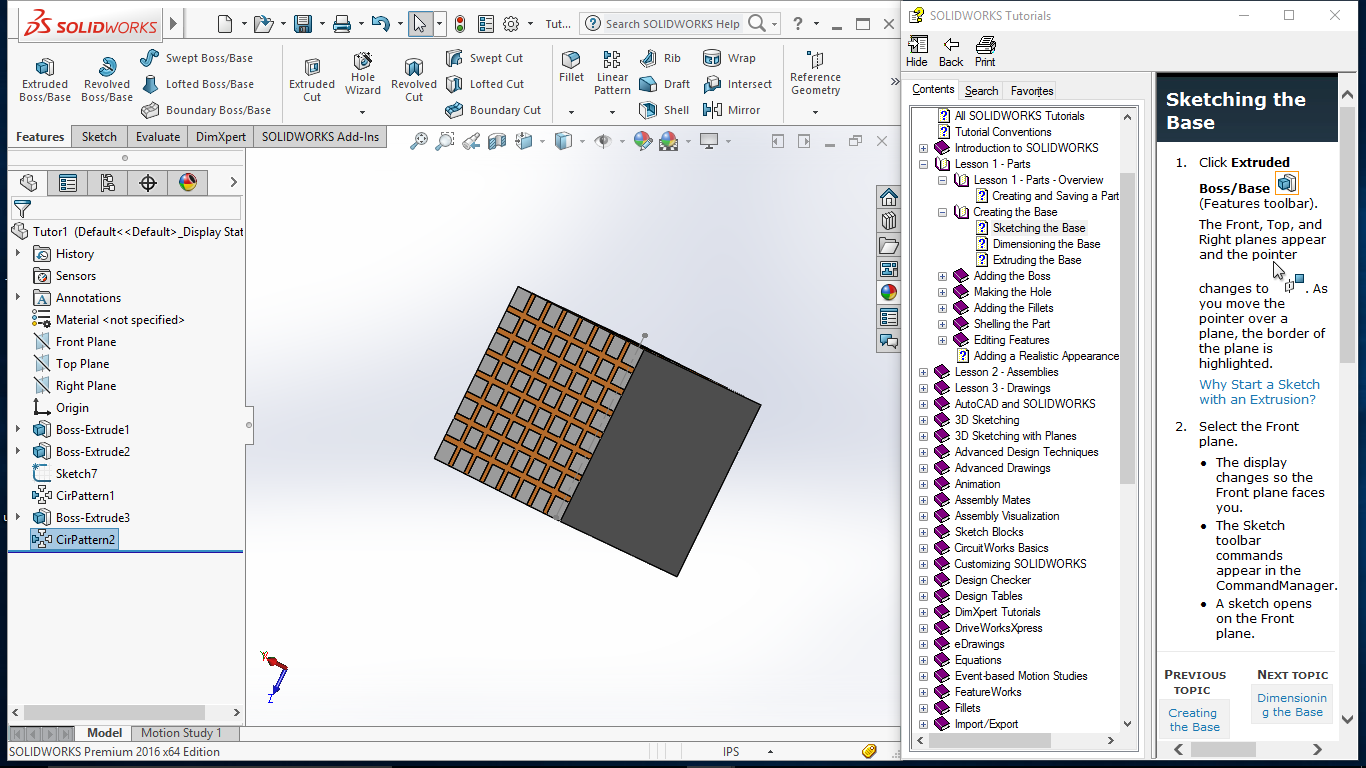 SOLIDWORKS
Tut...
Search SOLIDWORKS Help
Extruded
Boss/Base
Revolved
Boss/Base
Swept Boss/Base
Lofted Boss/Base
Boundary Boss/Base
Extruded
Cut
Hole
Wizard
Revolved
Cut
Swept Cut
Lofted Cut
Boundary Cut
Fillet
Linear
Pattern
Rib
Draft
Shell
Wrap
Intersect
Mirror
Reference
Geometry
Features
Sketch
Evaluate
DimXpert
SOLIDWORKS Add-Ins
Tutor1 (Default<<Default>_Display Stat
History
Sensors
Annotations
Material <not specified>
Front Plane
Top Plane
Right Plane
Origin
Boss-Extrude1
Boss-Extrude2
Sketch7
CirPattern1
Boss-Extrude3
CirPattern2
Z
Model
Motion Study 1
SOLIDWORKS Premium 2016 x64 Edition
IPS
SOLIDWORKS Tutorials
Hide
Back
Print
Contents
Search
Favorites
All SOLIDWORKS Tutorials
Tutorial Conventions
Introduction to SOLIDWORKS
Lesson 1 - Parts
Lesson 1 - Parts - Overview
Creating and Saving a Part
Creating the Base
Sketching the Base
Dimensioning the Base
Extruding the Base
Adding the Boss
Making the Hole
Adding the Fillets
Shelling the Part
Editing Features
Adding a Realistic Appearance
Lesson 2 - Assemblies
Lesson 3 - Drawings
AutoCAD and SOLIDWORKS
3D Sketching
3D Sketching with Planes
Advanced Design Techniques
Advanced Drawings
Animation
Assembly Mates
Assembly Visualization
Sketch Blocks
CircuitWorks Basics
Customizing SOLIDWORKS
Design Checker
Design Tables
DimXpert Tutorials
DriveWorksXpress
eDrawings
Equations
Event-based Motion Studies
FeatureWorks
Fillets
Import/Export
Sketching the
Base
1. Click Extruded
Boss/Base
(Features toolbar).
The Front, Top, and
Right planes appear
and the pointer
changes to . As
you move the
pointer over a
plane, the border of
the plane is
highlighted.
Why Start a Sketch
with an Extrusion?
2. Select the Front
plane.
• The display
changes so the
Front plane faces
you.
• The Sketch
toolbar
commands
appear in the
CommandManager.
• A sketch opens
on the Front
plane.
PREVIOUS
TOPIC
Creating
the Base
NEXT TOPIC
Dimensionin
g the Base